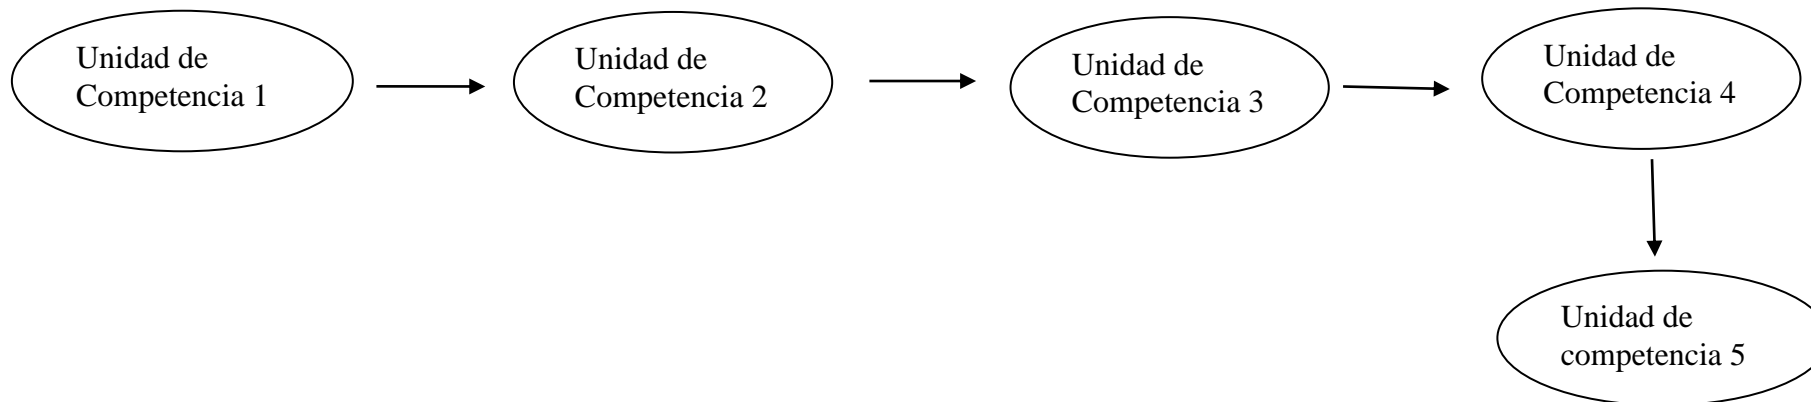 Unidad de
Competencia 1
Unidad de
Competencia 2
Unidad de
Competencia 3
Unidad de
Competencia 4
Unidad de
competencia 5